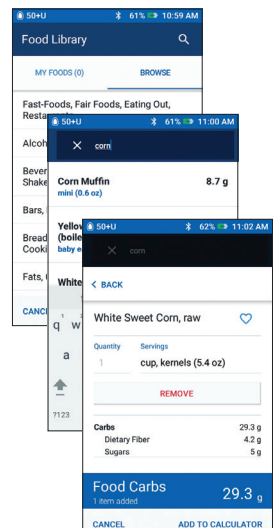 50+U 61% 10:59 AM
Food Library
MY FOODS (0) BROWSE
Fast-Foods, Fair Foods, Eating Out,
Alcoh
Bever
Shake
Bars,
Bread
Cooki
Fats,
CANC
50+U 61% 11:00 AM
corn
Corn Muffin 8.7 g
mini (0.6 oz)
Yellow
(boile
baby e
White
q w
1
a
?123
50+U 62% 11:02 AM
corn
< BACK
White Sweet Corn, raw
Quantity Servings
1 cup, kernels (5.4 oz)
REMOVE
Carbs 29.3 g
Dietary Fiber 4.2 g
Sugars 5 g
Food Carbs 29.3 g
1 item added
CANCEL ADD TO CALCULATOR